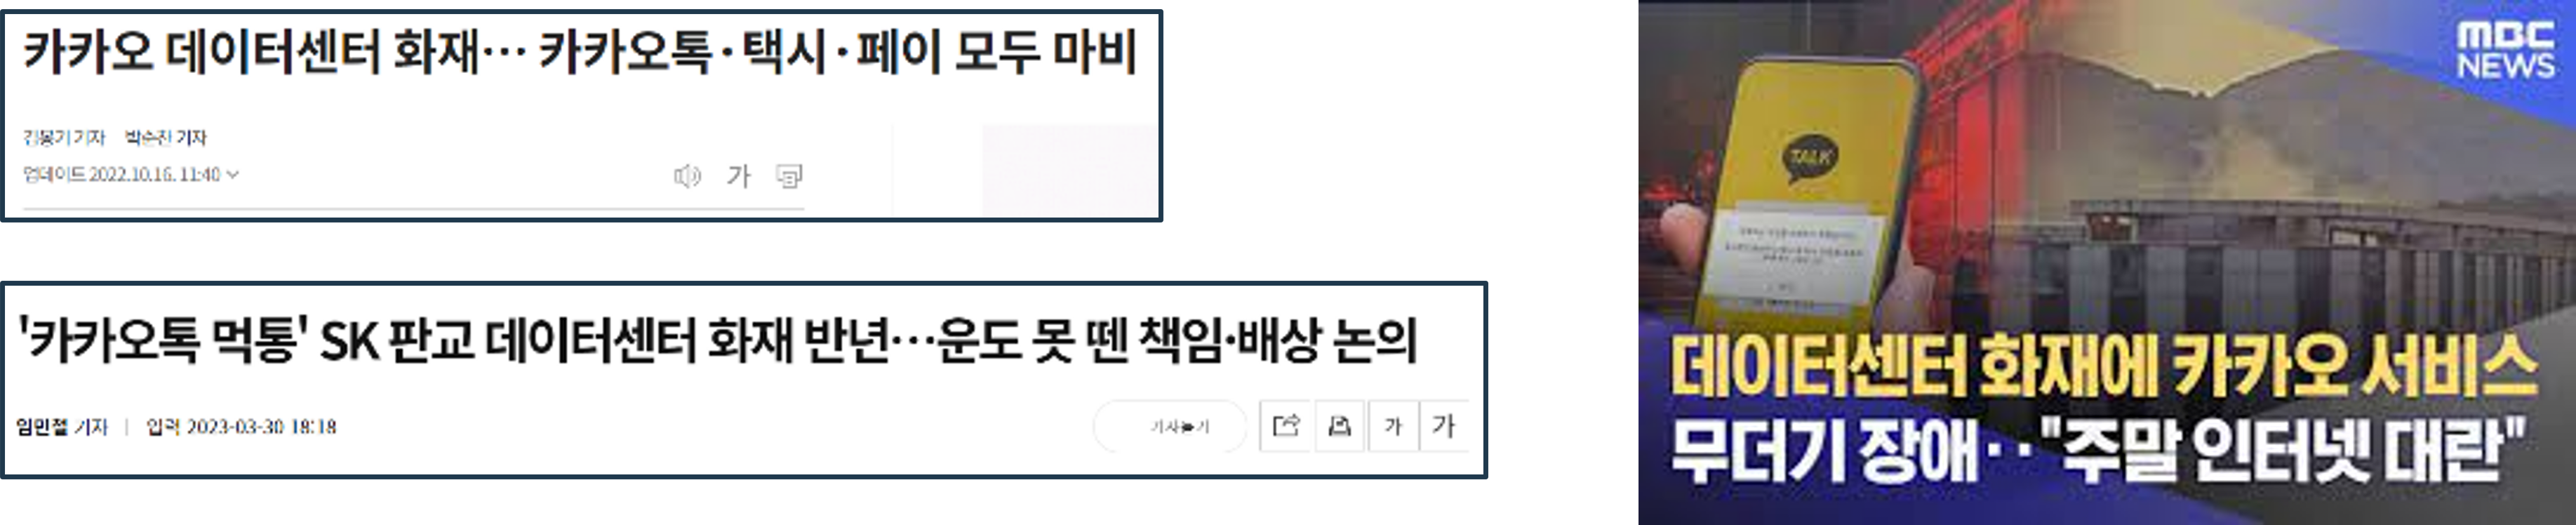 카카오 데이터센터 화재… 카카오톡·택시·페이 모두 마비
김봉기 기자 박순찬 기자
업데이트 2022.10.16. 11:40
가
'카카오톡 먹통' SK 판교 데이터센터 화재 반년…운도 못 뗀 책임·배상 논의
임민철 기자 | 입력 2023-03-30 18:18
기사듣기 가 가
MBC
NEWS
TALK
데이터센터 화재에 카카오 서비스
무더기 장애‥"주말 인터넷 대란"